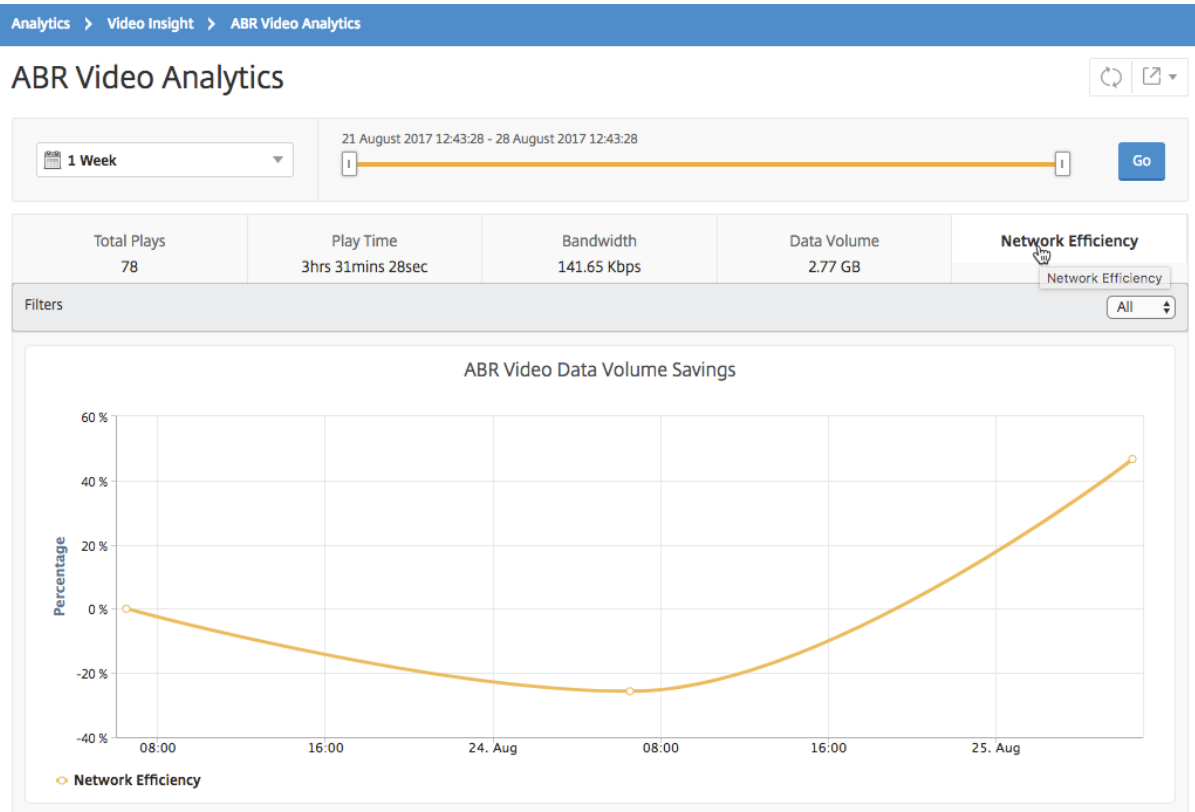 Analytics > Video Insight > ABR Video Analytics
ABR Video Analytics
1 Week
21 August 2017 12:43:28 - 28 August 2017 12:43:28
Go
Total Plays Play Time Bandwidth Data Volume Network Efficiency
78 3hrs 31mins 28sec 141.65 Kbps 2.77 GB
Network Efficiency
Filters All
ABR Video Data Volume Savings
Percentage
60 %
40 %
20 %
0 %
-20 %
-40 %
08:00 16:00 24. Aug 08:00 16:00 25. Aug
Network Efficiency